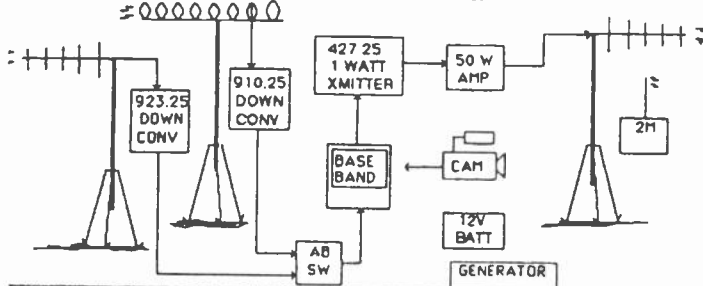 923.25
DOWN
CONV
910.25
DOWN
CONV
427 25
1 WATT
XMITTER
50 W
AMP
2M
BASE
BAND
CAM
12V
BATT
AB
SW
GENERATOR